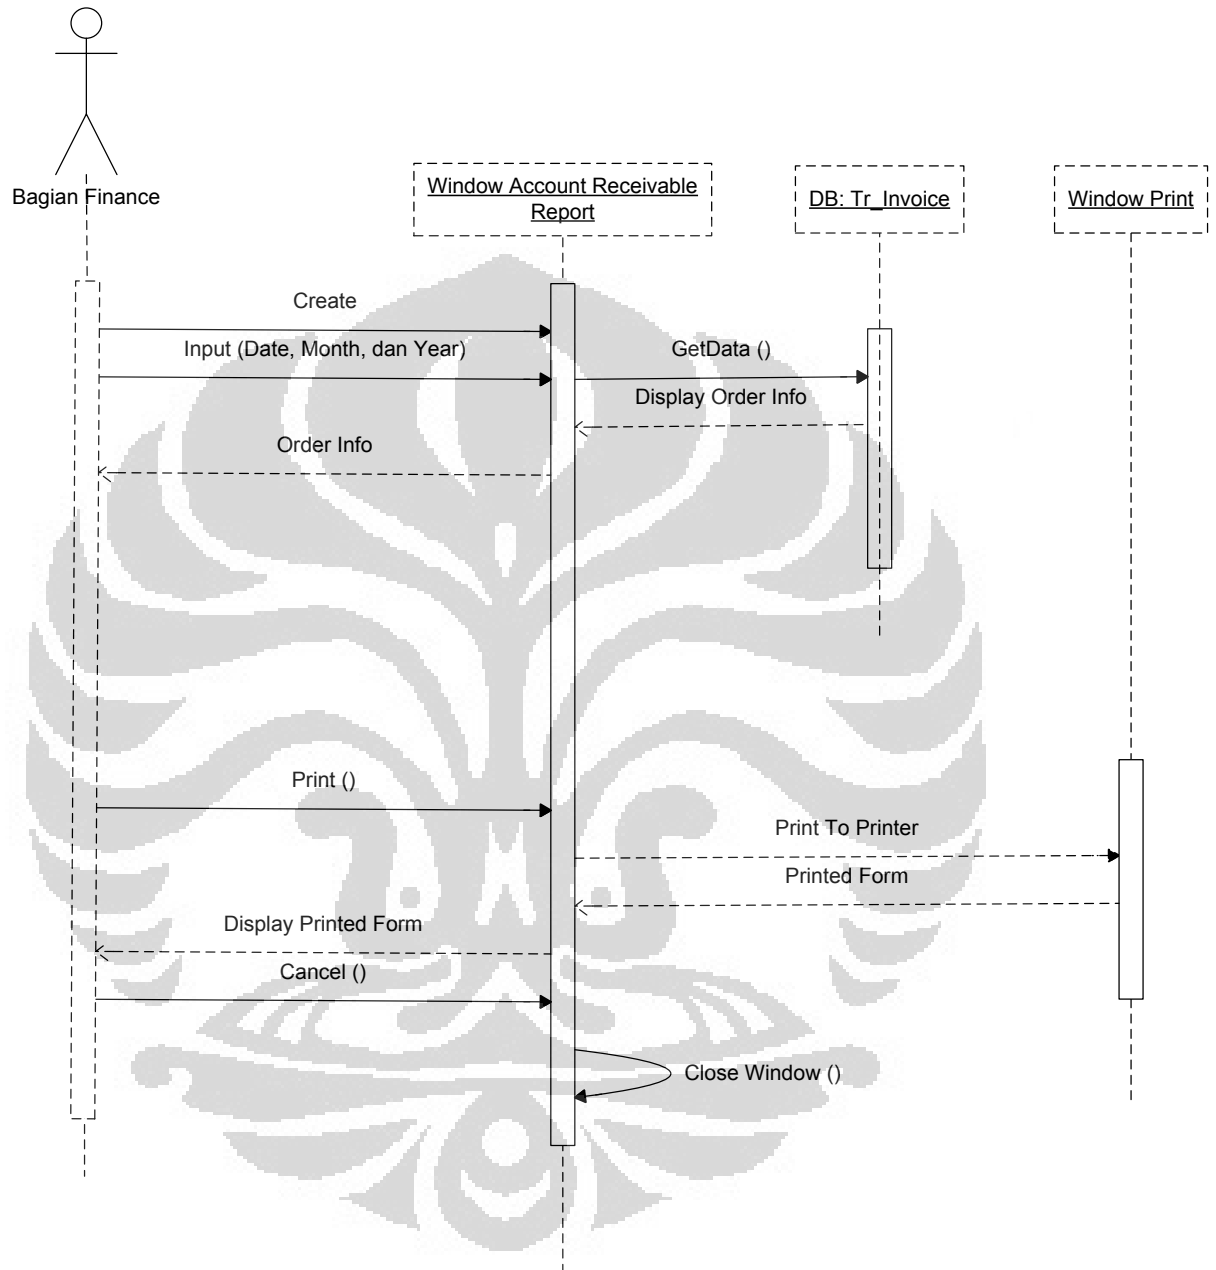 Bagian Finance
Window Account Receivable
Report
DB: Tr_Invoice
Window Print
Create
Input (Date, Month, dan Year)
GetData ()
Display Order Info
Order Info
Print ()
Print To Printer
Printed Form
Display Printed Form
Cancel ()
Close Window ()